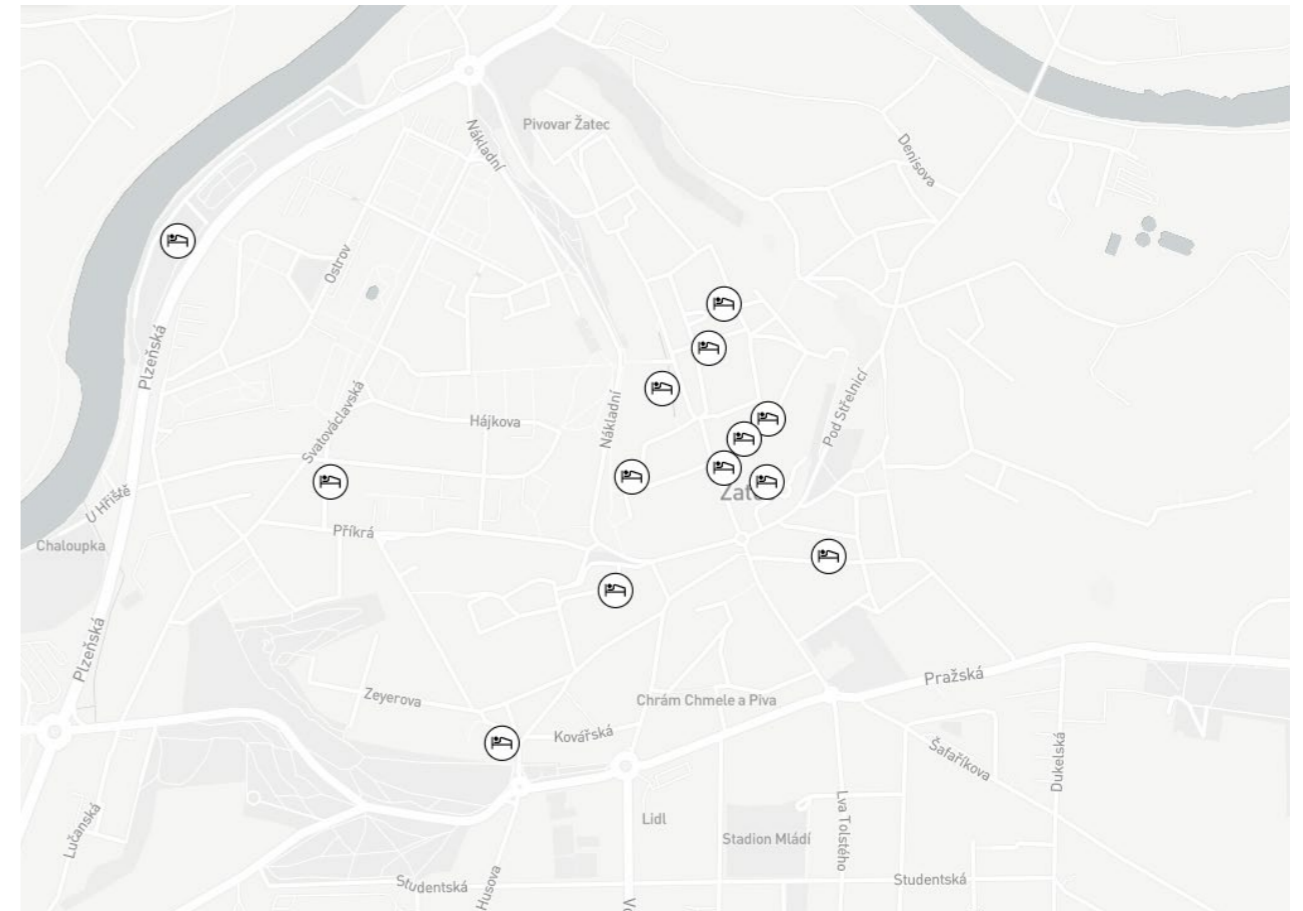 Pivovar Žatec
Nákladní
Denisova
Ostrov
Plzeňská
Svatováclavská
Hájkova
Nákladní
Pod Střelnicí
U Hřiště
Příkrá
Chaloupka
Plzeňská
Zeyerova
Chrám Chmele a Piva
Pražská
Kovářská
Šafaříkova
Dukelská
Lučanská
Lidl
Stadion Mládí
Lva Tolstého
Studentská
Husova
Studentská